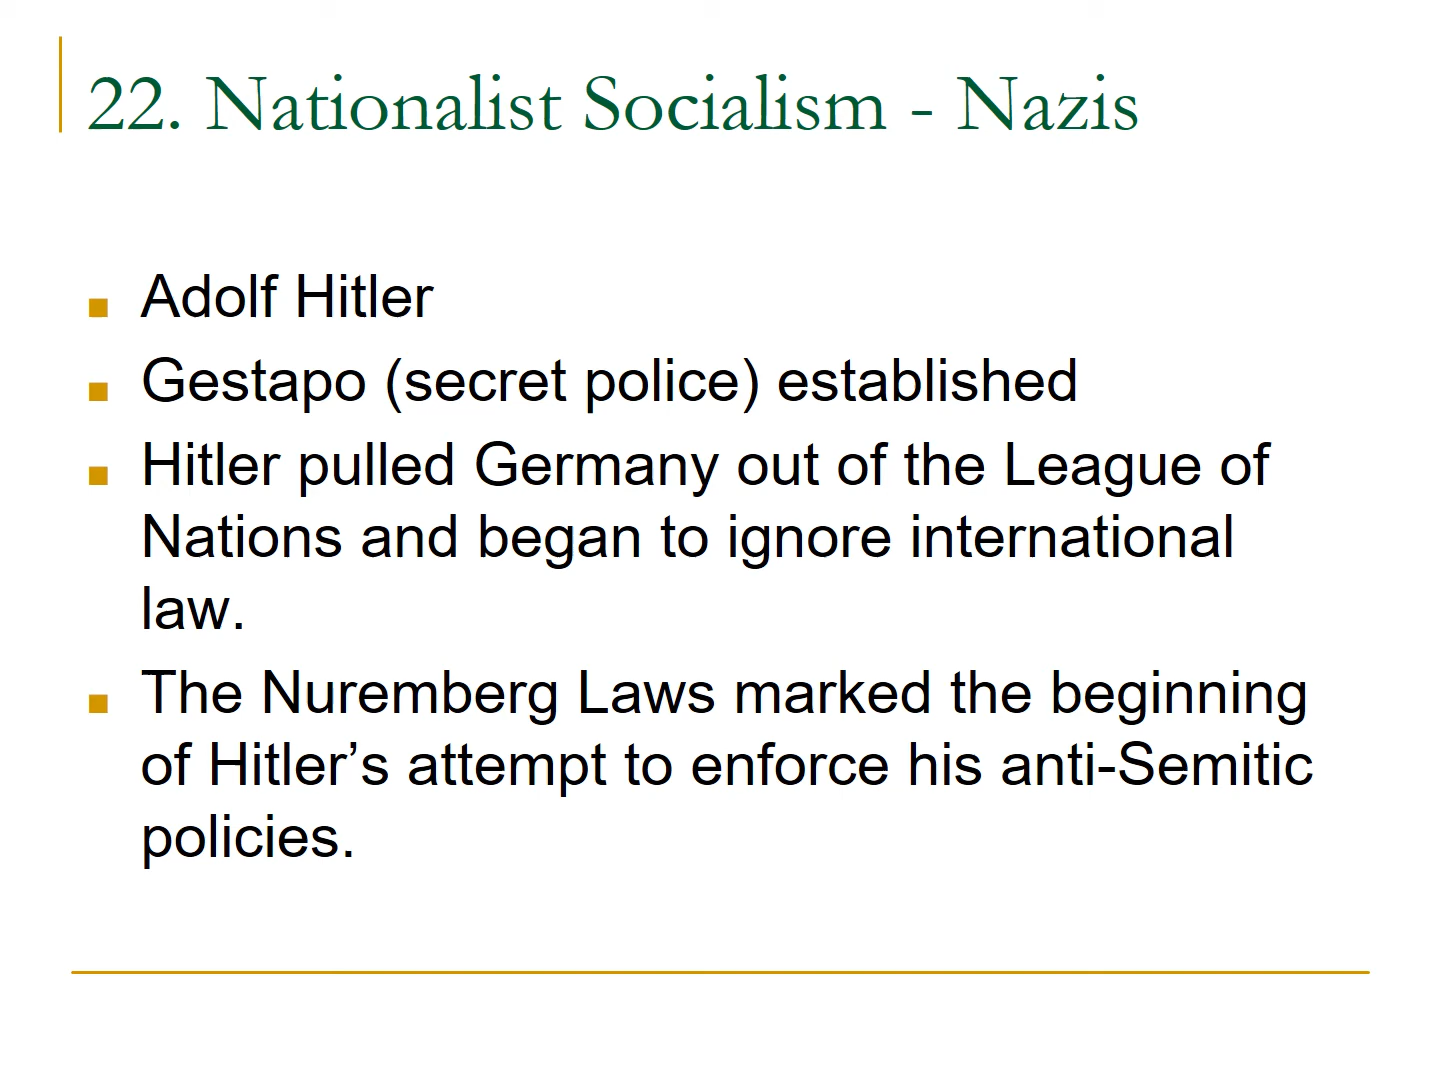 22. Nationalist Socialism - Nazis
Adolf Hitler
Gestapo (secret police) established
Hitler pulled Germany out of the League of
Nations and began to ignore international
law.
The Nuremberg Laws marked the beginning
of Hitler’s attempt to enforce his anti-Semitic
policies.